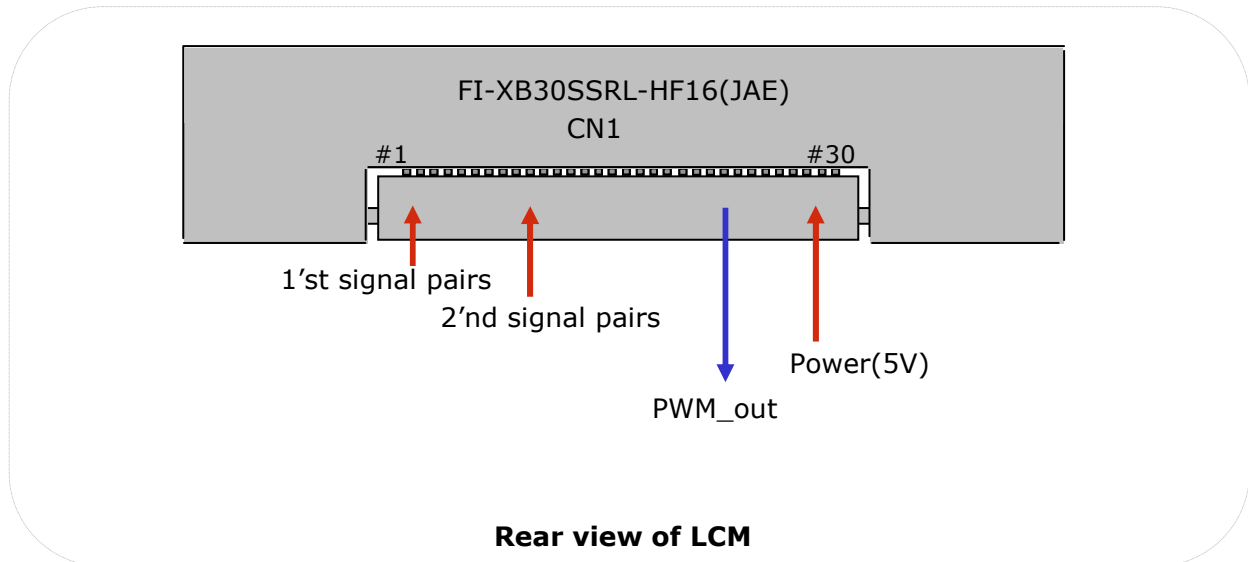 FI-XB30SSRL-HF16(JAE)
CN1
#1 #30
1’st signal pairs
2’nd signal pairs
Power(5V)
PWM_out
Rear view of LCM